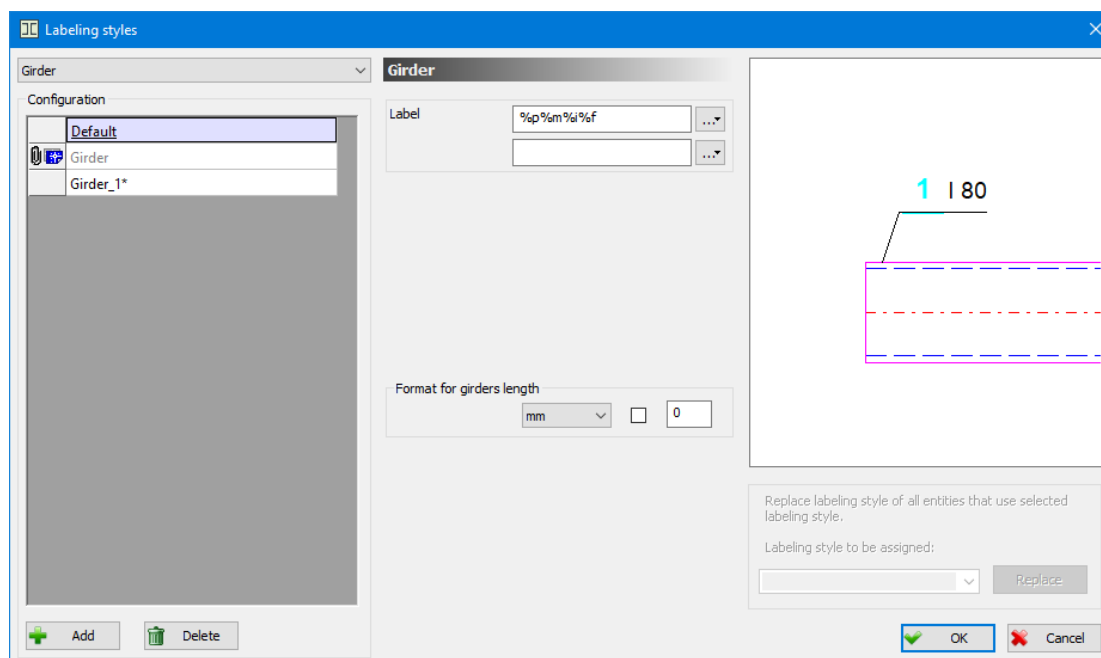 Labeling styles
Girder
Configuration
Default
Girder
Girder_1*
Add
Delete
Girder
Label
%p%m%i%f
...
...
Format for girders length
mm
0
1 I 80
Replace labeling style of all entities that use selected
labeling style.
Labeling style to be assigned:
Replace
OK
Cancel